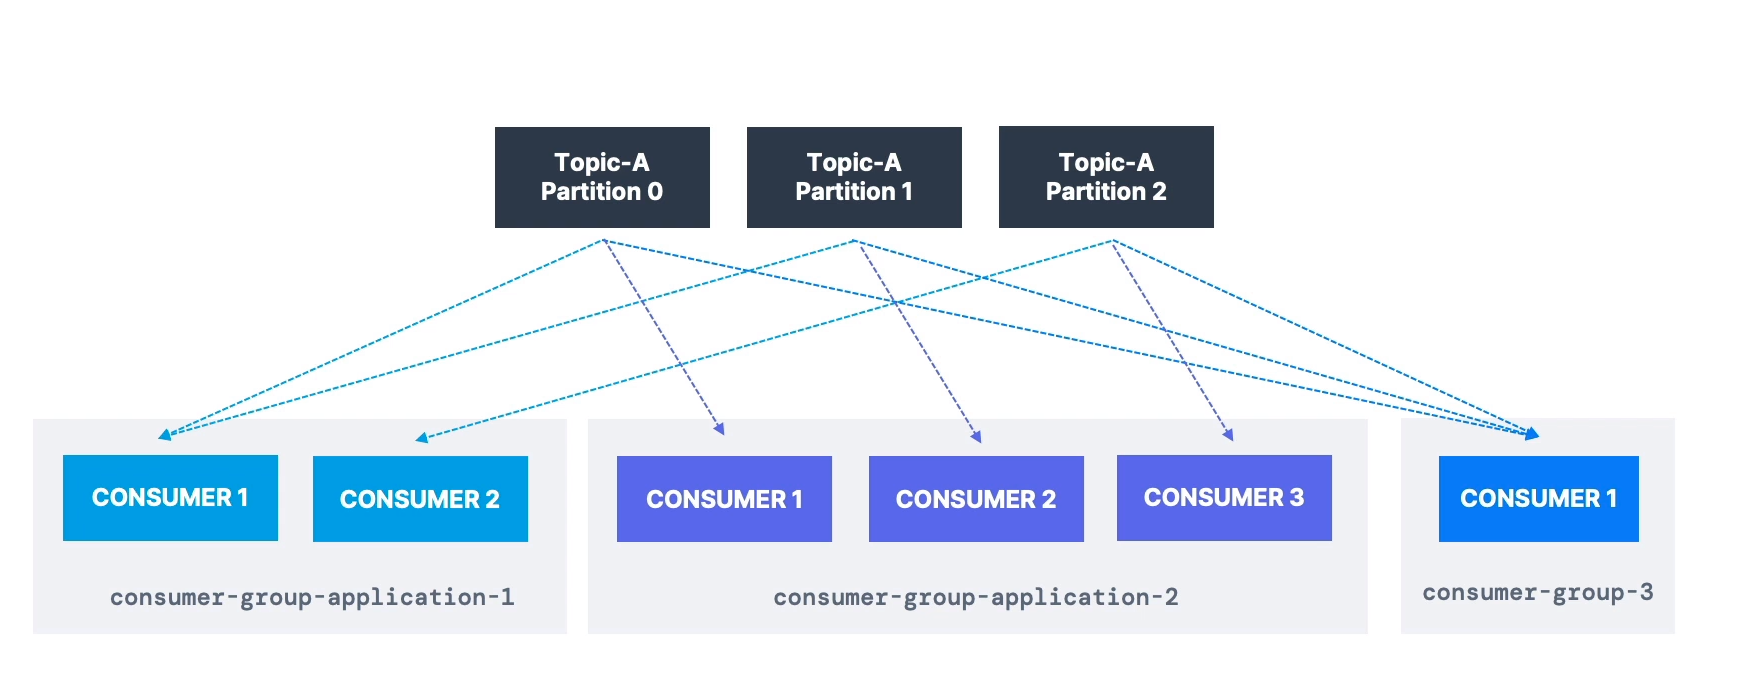 Topic-A
Partition 0
Topic-A
Partition 1
Topic-A
Partition 2
CONSUMER 1
CONSUMER 2
CONSUMER 1
CONSUMER 2
CONSUMER 3
CONSUMER 1
consumer-group-application-1
consumer-group-application-2
consumer-group-3